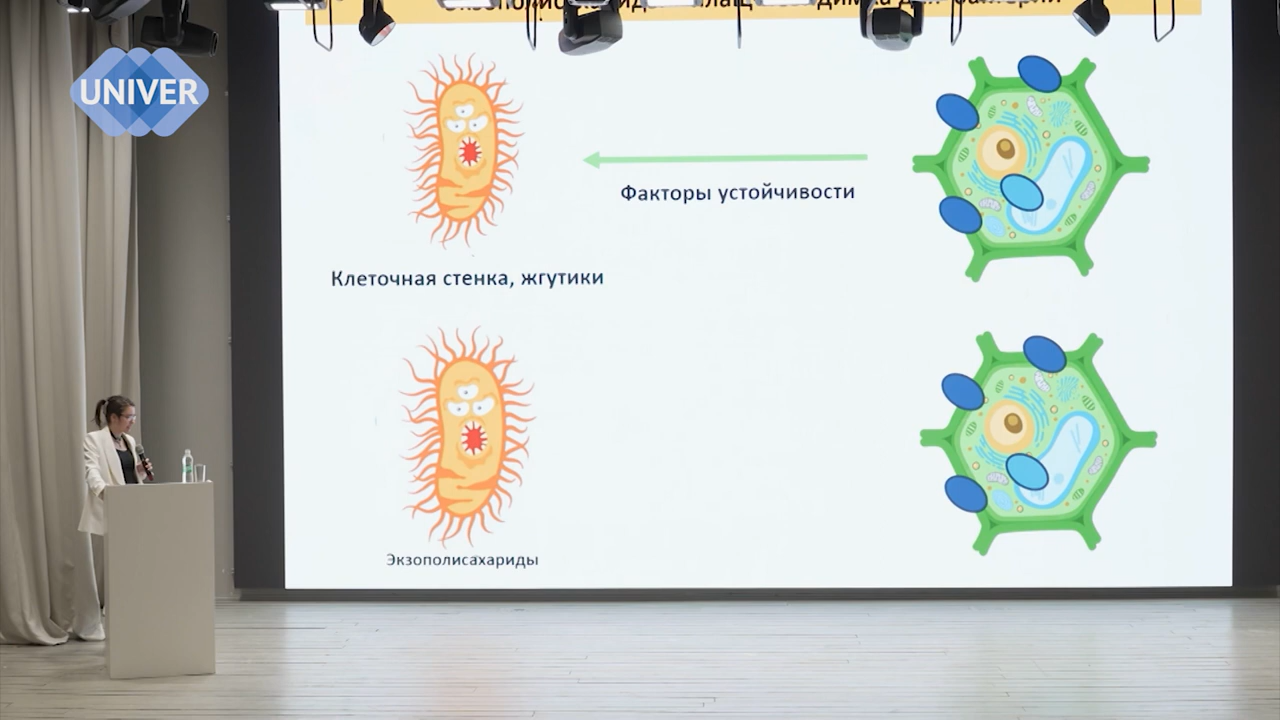 UNIVER
Факторы устойчивости
Клеточная стенка, жгутики
Экзополисахариды